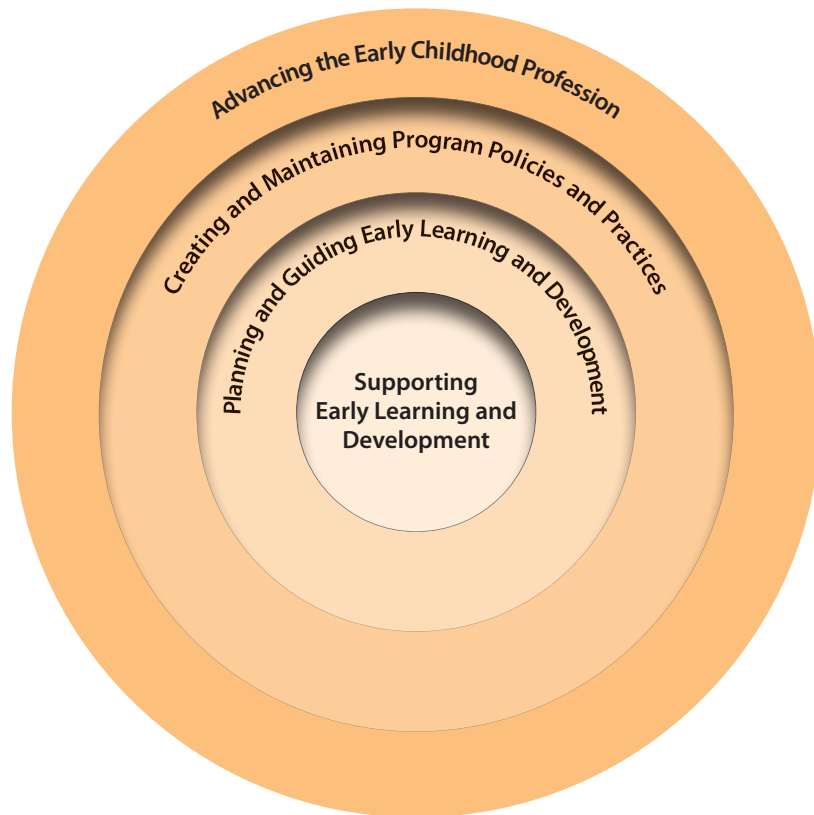 Advancing the Early Childhood Profession
Creating and Maintaining Program Policies and Practices
Planning and Guiding Early Learning and Development
Supporting
Early Learning and
Development